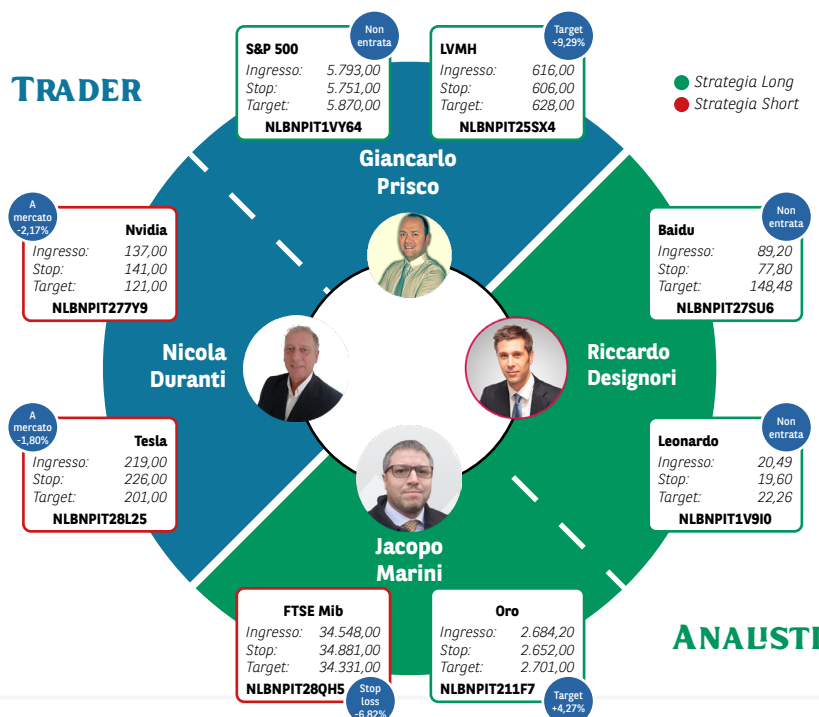 TRADER
Non
entrata
S&P 500
Ingresso: 5.793,00
Stop: 5.751,00
Target: 5.870,00
NLBNPIT1VY64
Target
+9,29%
LVMH
Ingresso: 616,00
Stop: 606,00
Target: 628,00
NLBNPIT25SX4
Strategia Long
Strategia Short
Giancarlo
Prisco
A
mercato
-2,17%
Nvidia
Ingresso: 137,00
Stop: 141,00
Target: 121,00
NLBNPIT277Y9
Non
entrata
Baidu
Ingresso: 89,20
Stop: 77,80
Target: 148,48
NLBNPIT27SU6
Nicola
Duranti
Riccardo
Designori
A
mercato
-1,80%
Tesla
Ingresso: 219,00
Stop: 226,00
Target: 201,00
NLBNPIT28L25
Non
entrata
Leonardo
Ingresso: 20,49
Stop: 19,60
Target: 22,26
NLBNPIT1V9I0
Jacopo
Marini
FTSE Mib
Ingresso: 34.548,00
Stop: 34.881,00
Target: 34.331,00
NLBNPIT28QH5
Stop
loss
-6,82%
Oro
Ingresso: 2.684,20
Stop: 2.652,00
Target: 2.701,00
NLBNPIT211F7
Target
+4,27%
ANALISTI